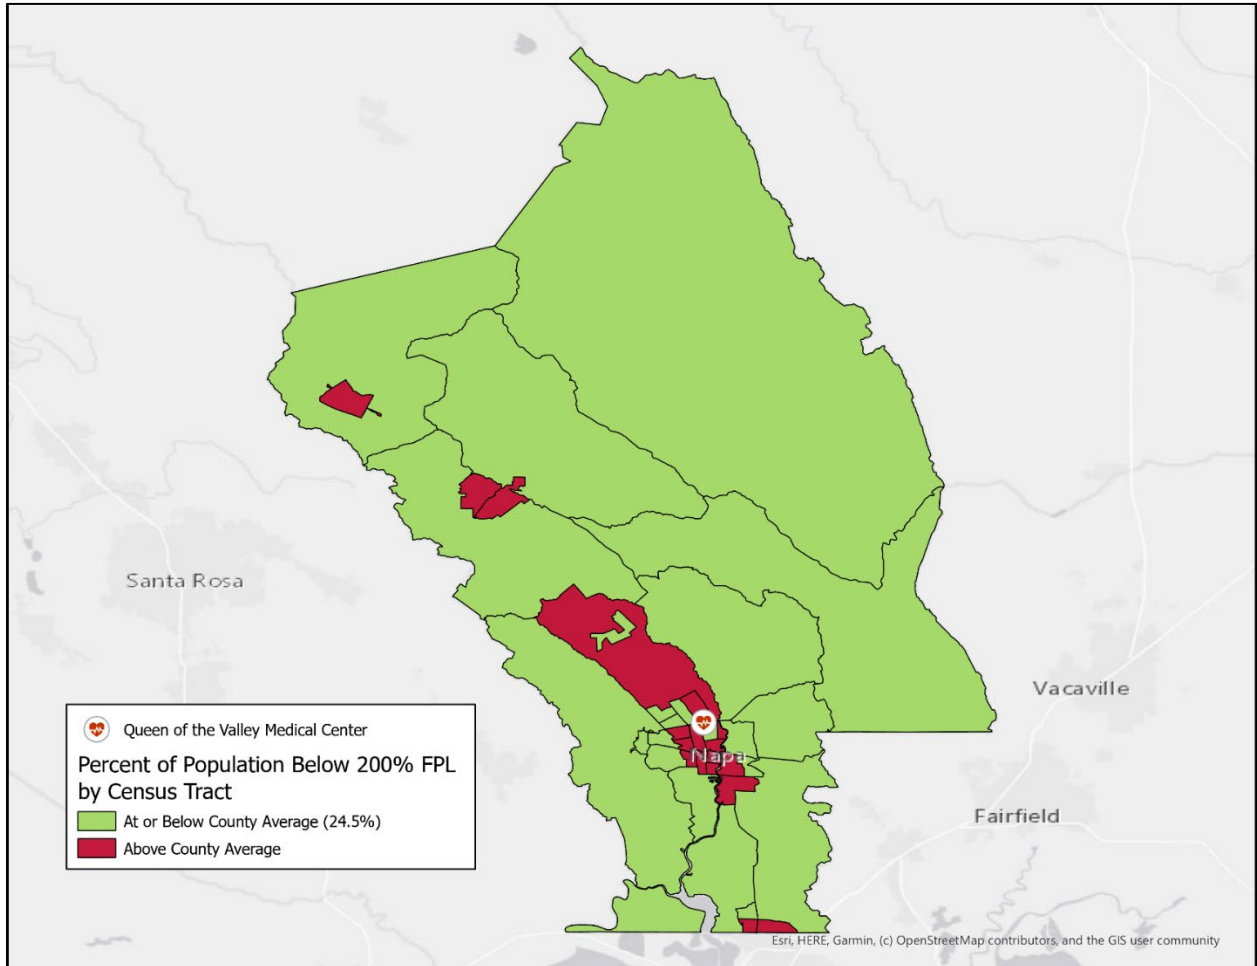 Santa Rosa
Vacaville
Napa
Fairfield
Queen of the Valley Medical Center
Percent of Population Below 200% FPL
by Census Tract
At or Below County Average (24.5%)
Above County Average
Esri, HERE, Garmin, (c) OpenStreetMap contributors, and the GIS user community